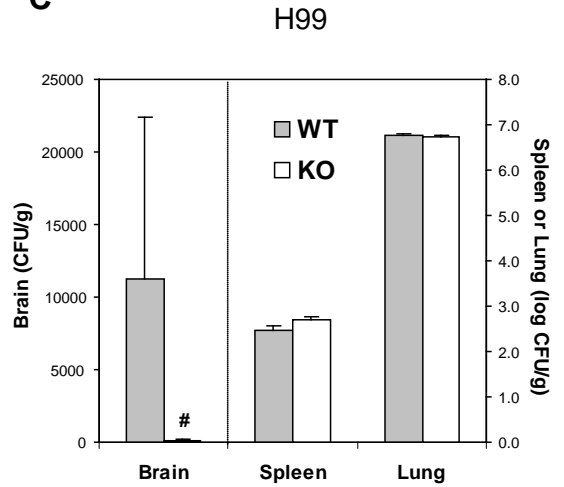 C
H99
25000
20000
15000
10000
5000
0
Brain (CFU/g)
WT
KO
#
8.0
7.0
6.0
5.0
4.0
3.0
2.0
1.0
0.0
Spleen or Lung (log CFU/g)
Brain Spleen Lung